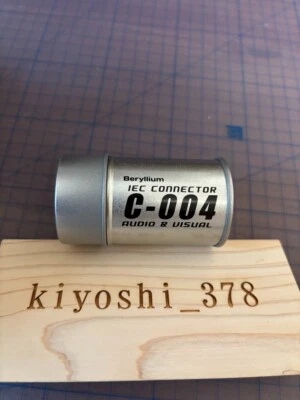 Beryllium
IEC CONNECTOR
C-004
AUDIO & VISUAL
kiyoshi_378